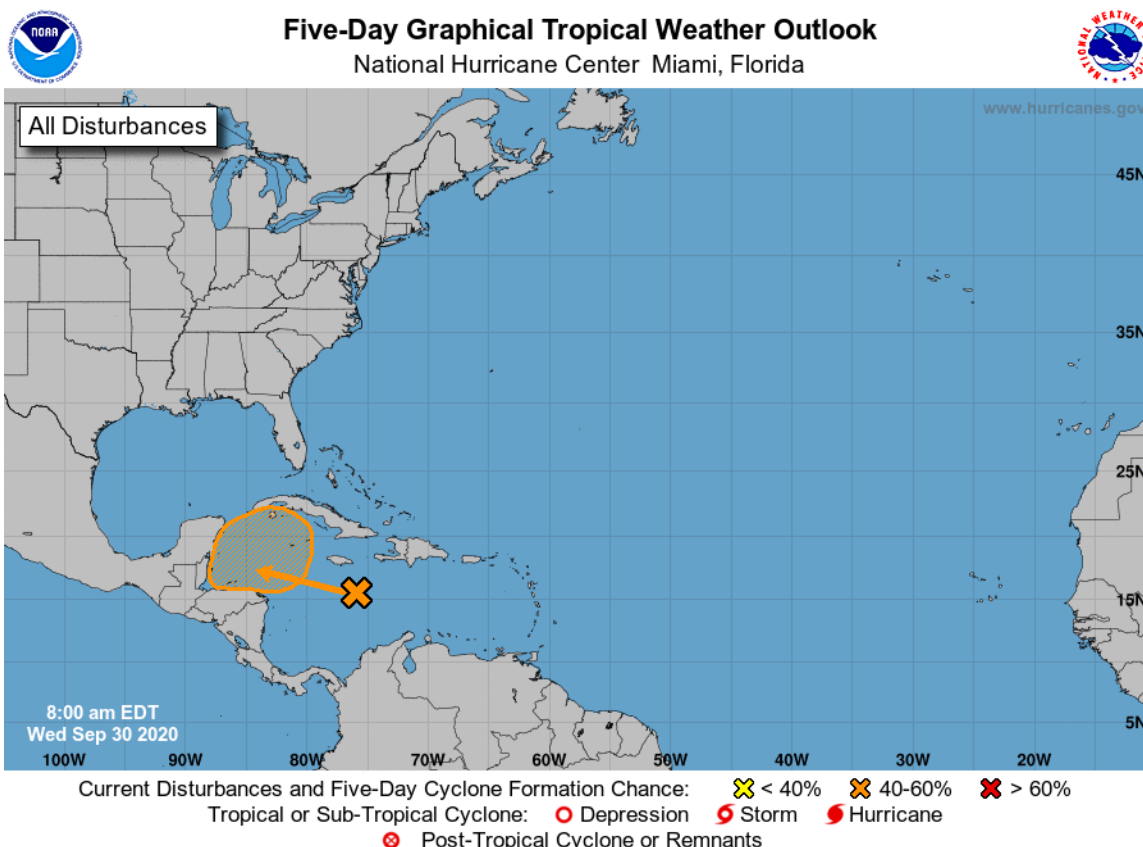 Five-Day Graphical Tropical Weather Outlook
National Hurricane Center Miami, Florida
NOAA
All Disturbances
www.hurricanes.gov
45N
35N
25N
15N
5N
8:00 am EDT
Wed Sep 30 2020
100W 90W 80W 70W 60W 50W 40W 30W 20W
Current Disturbances and Five-Day Cyclone Formation Chance: < 40% 40-60% > 60%
Tropical or Sub-Tropical Cyclone: Depression Storm Hurricane
Post-Tropical Cyclone or Remnants